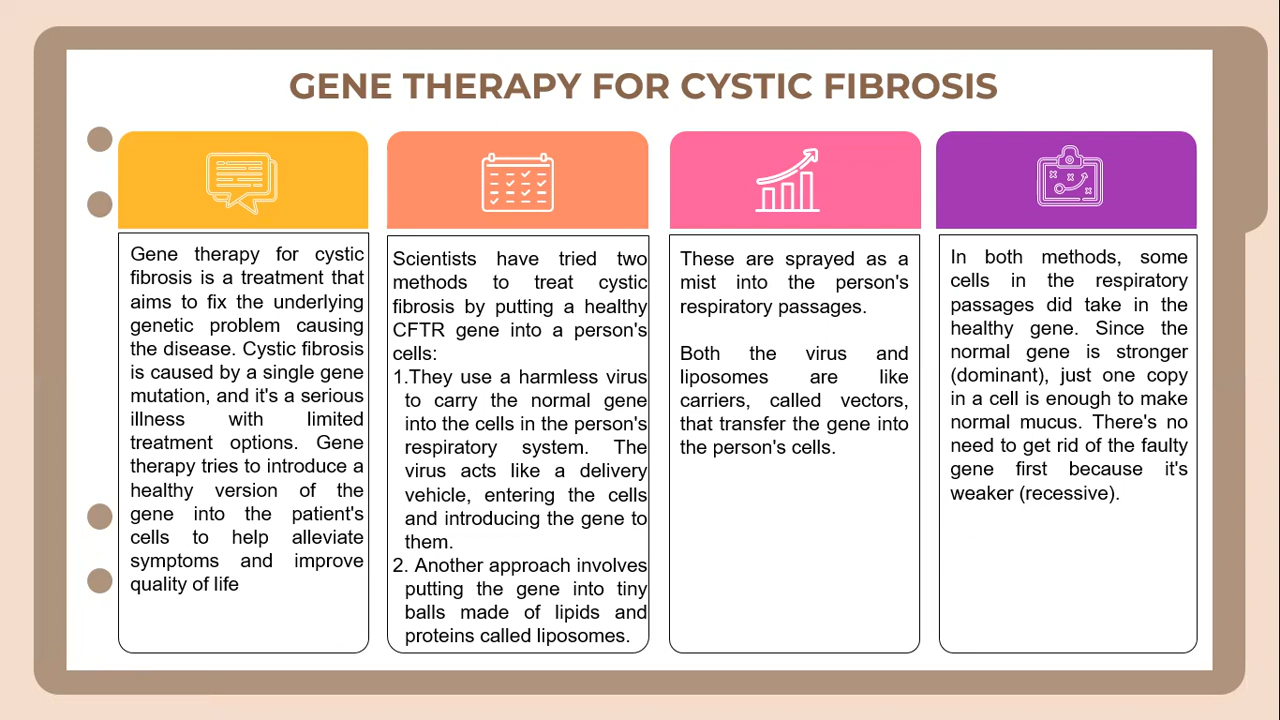 GENE THERAPY FOR CYSTIC FIBROSIS
Gene therapy for cystic
fibrosis is a treatment that
aims to fix the underlying
genetic problem causing
the disease. Cystic fibrosis
is caused by a single gene
mutation, and it's a serious
illness with limited
treatment options. Gene
therapy tries to introduce a
healthy version of the
gene into the patient's
cells to help alleviate
symptoms and improve
quality of life
Scientists have tried two
methods to treat cystic
fibrosis by putting a healthy
CFTR gene into a person's
cells:
1.They use a harmless virus
to carry the normal gene
into the cells in the person's
respiratory system. The
virus acts like a delivery
vehicle, entering the cells
and introducing the gene to
them.
2. Another approach involves
putting the gene into tiny
balls made of lipids and
proteins called liposomes.
These are sprayed as a
mist into the person's
respiratory passages.
Both the virus and
liposomes are like
carriers, called vectors,
that transfer the gene into
the person's cells.
In both methods, some
cells in the respiratory
passages did take in the
healthy gene. Since the
normal gene is stronger
(dominant), just one copy
in a cell is enough to make
normal mucus. There's no
need to get rid of the faulty
gene first because it's
weaker (recessive).